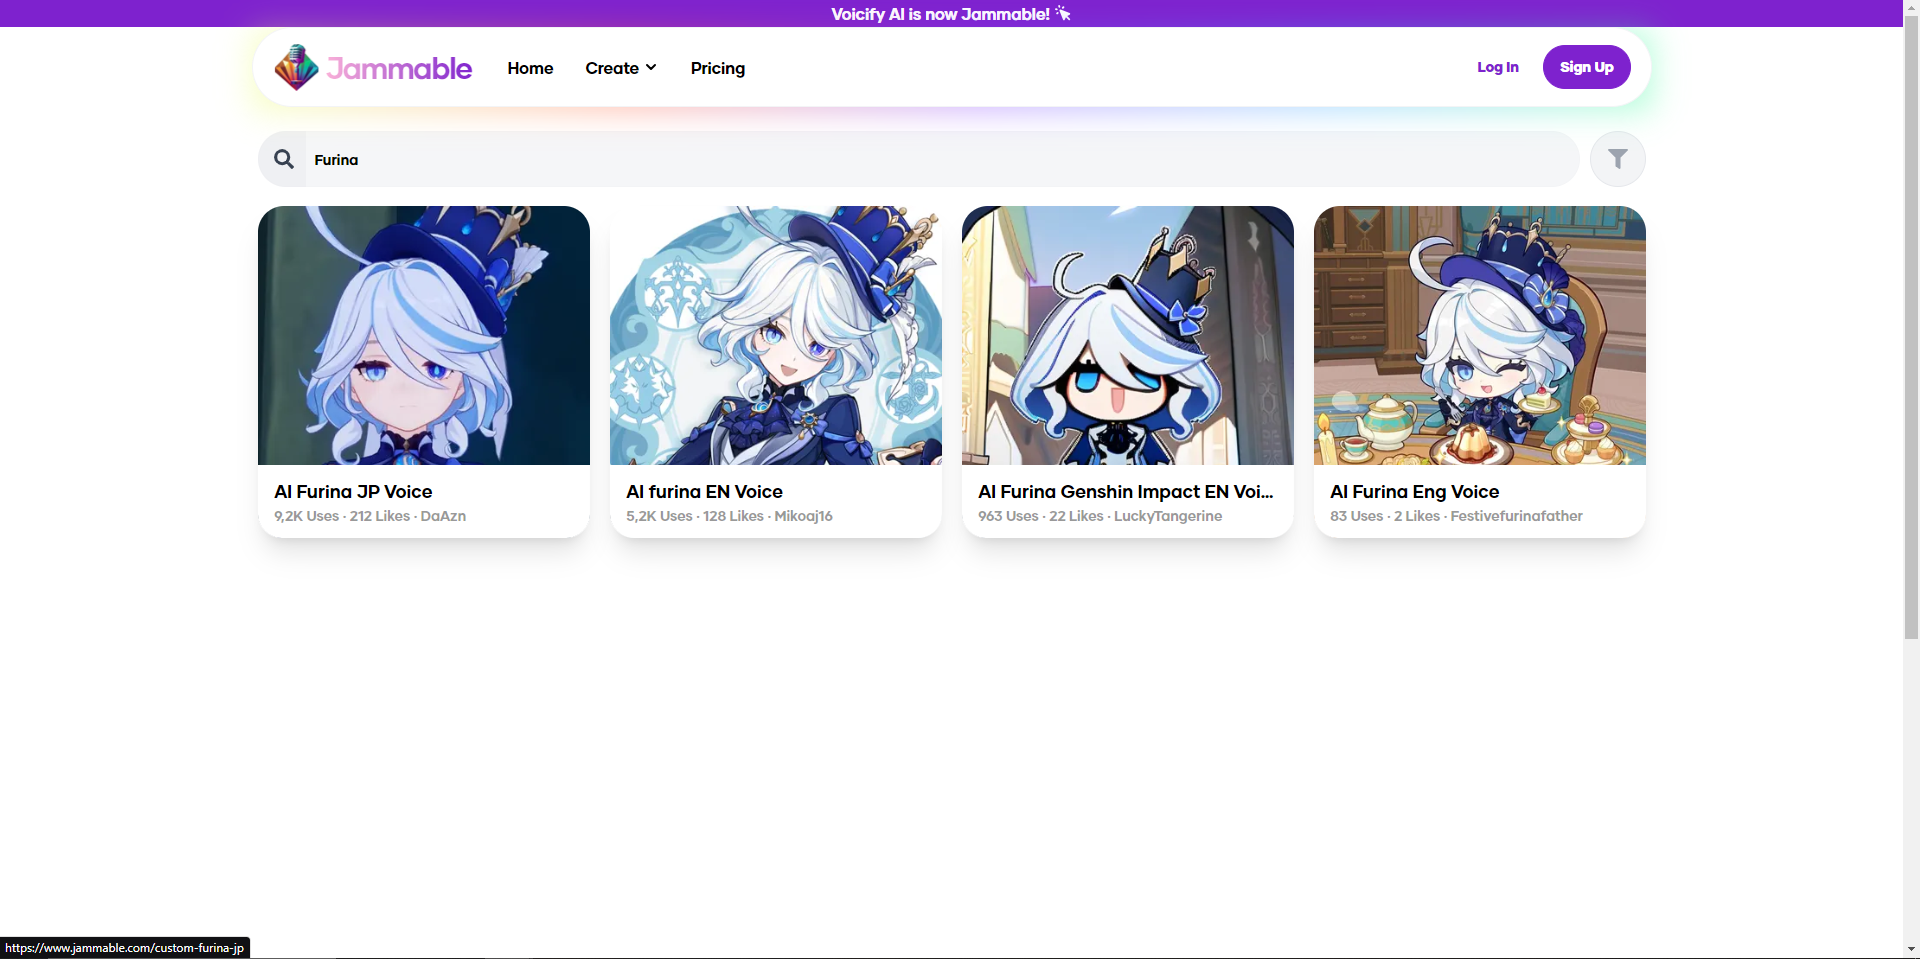 Voicify AI is now Jammable!
Jammable
Home
Create
Pricing
Log In
Sign Up
Furina
AI Furina JP Voice
9,2K Uses · 212 Likes · DaAzn
AI furina EN Voice
5,2K Uses · 128 Likes · Mikoaj16
AI Furina Genshin Impact EN Voi...
963 Uses · 22 Likes · LuckyTangerine
AI Furina Eng Voice
83 Uses · 2 Likes · Festivefurinafather
https://www.jammable.com/custom-furina-jp